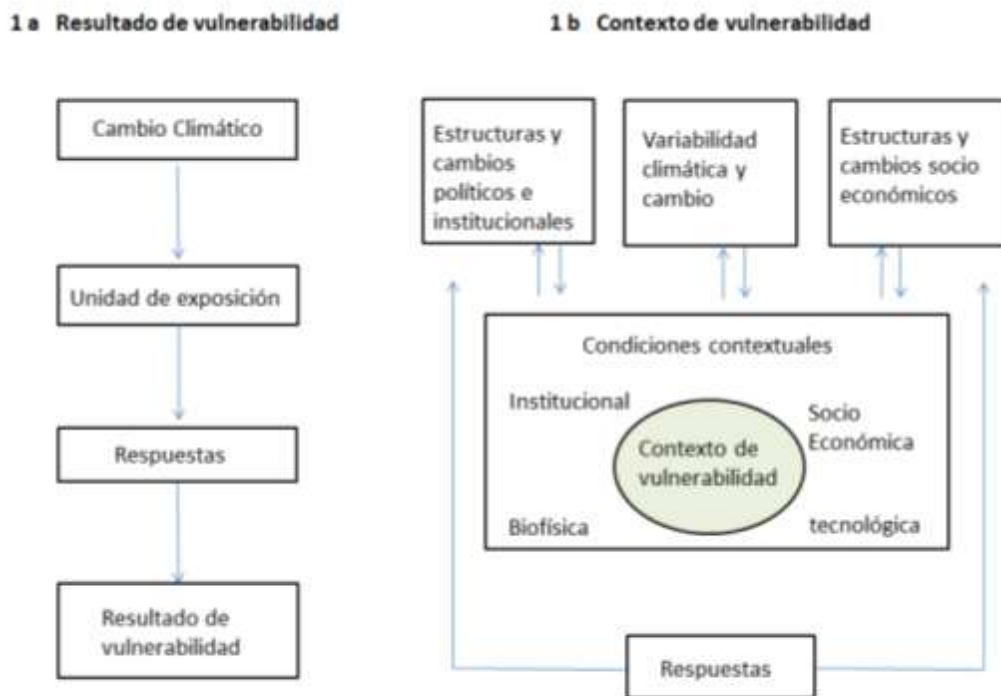 1 a Resultado de vulnerabilidad
Cambio Climático
Unidad de exposición
Respuestas
Resultado de
vulnerabilidad
1 b Contexto de vulnerabilidad
Estructuras y
cambios
políticos e
institucionales
Variabilidad
climática y
cambio
Estructuras y
cambios socio
económicos
Condiciones contextuales
Institucional
Socio
Económica
Contexto de
vulnerabilidad
Biofísica
tecnológica
Respuestas